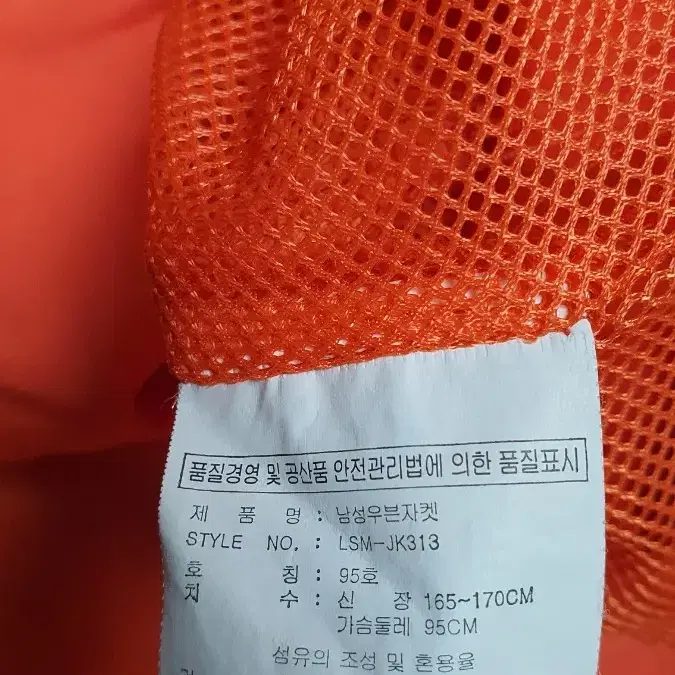 품질경영 및 공산품 안전관리법에 의한 품질표시
제 품 명 : 남성우븐자켓
STYLE NO. : LSM-JK313
호 칭 : 95호
치 수 : 신 장 165~170CM
가슴둘레 95CM
섬유의 조성 및 혼용율